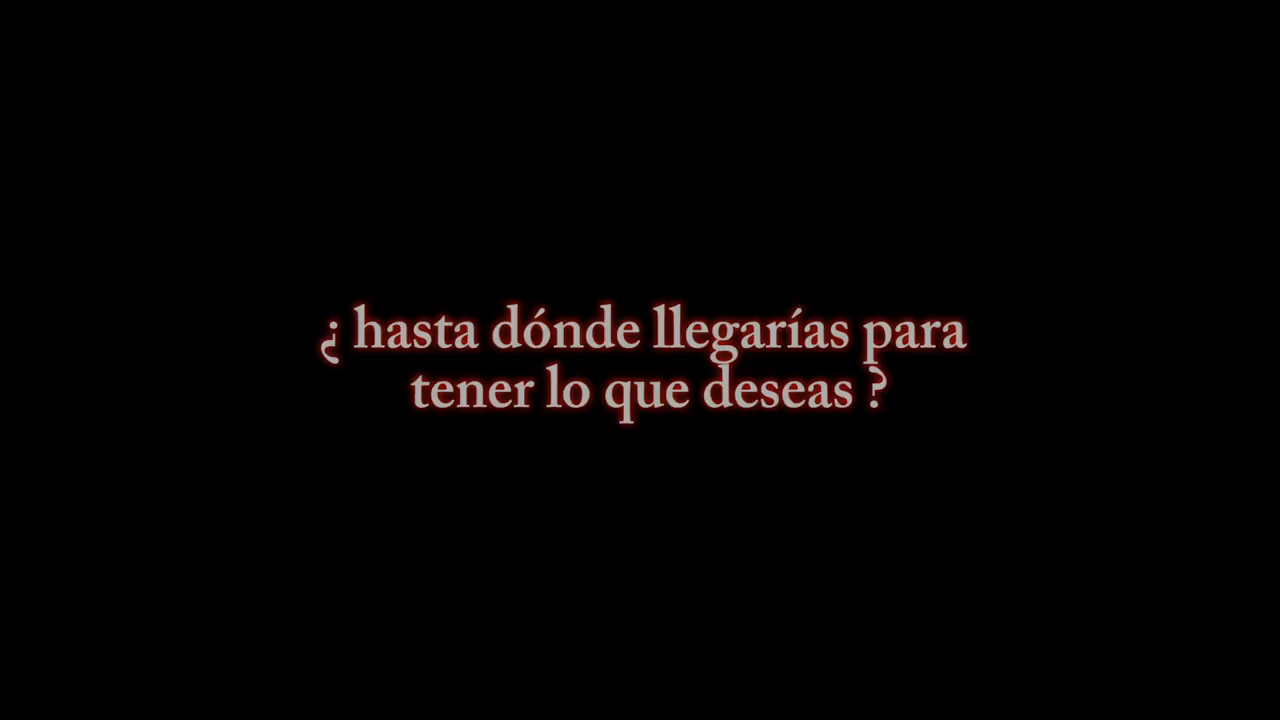 ¿ hasta dónde llegarías para
tener lo que deseas ?